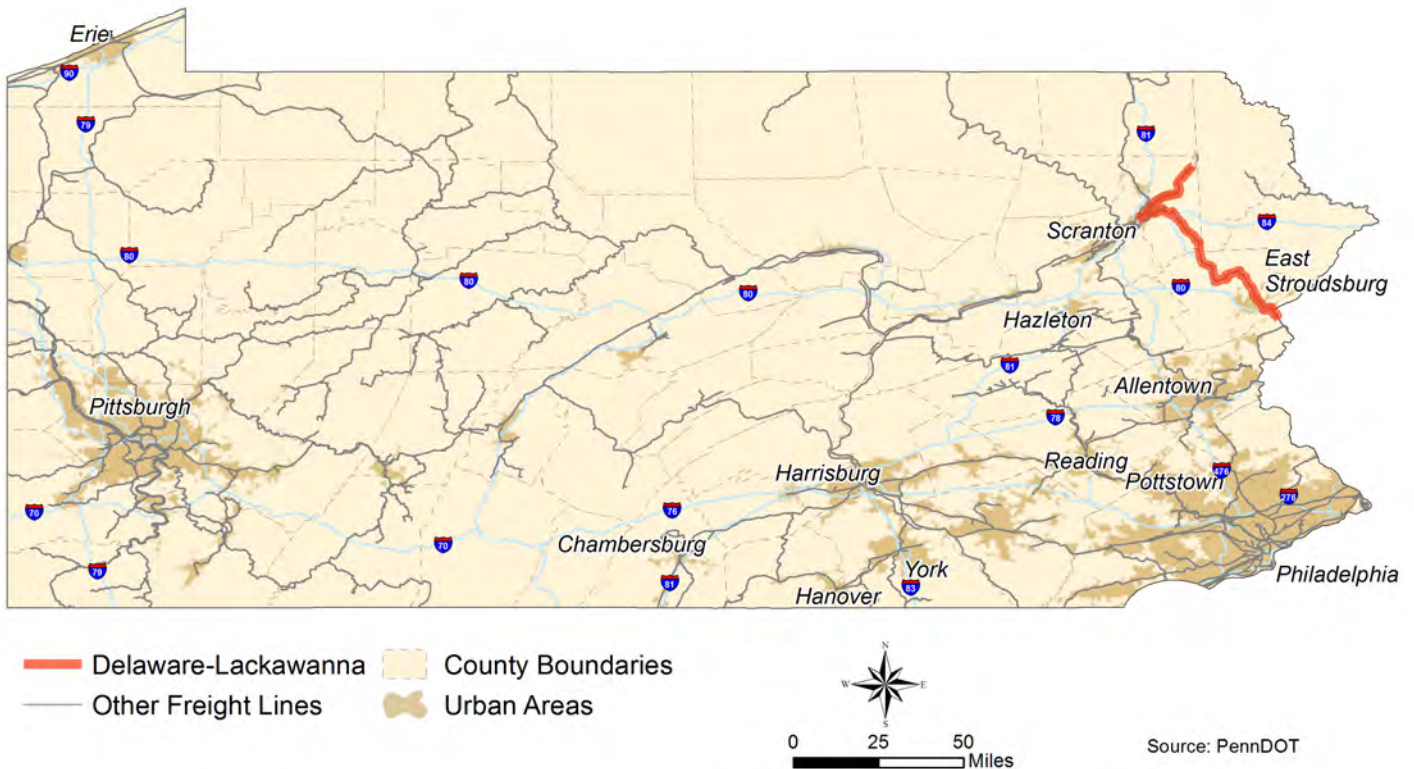 Erie
90
79
81
Scranton
84
East
Stroudsburg
80
80
80
80
Hazleton
81
Allentown
Pittsburgh
78
Harrisburg
Reading
Pottstown
476
276
70
76
70
Chambersburg
79
81
York
83
Hanover
Philadelphia
Delaware-Lackawanna
County Boundaries
Other Freight Lines
Urban Areas
N
W
E
S
0 25 50
Miles
Source: PennDOT